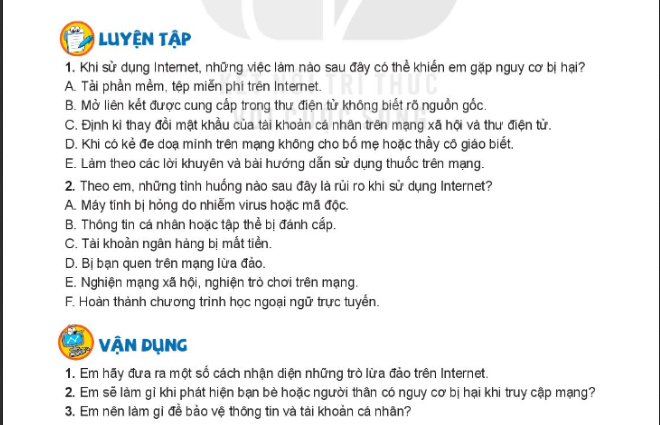 LUYỆN TẬP
1. Khi sử dụng Internet, những việc làm nào sau đây có thể khiến em gặp nguy cơ bị hại?
A. Tải phần mềm, tệp miễn phí trên Internet.
B. Mở liên kết được cung cấp trong thư điện tử không biết rõ nguồn gốc.
C. Định kì thay đổi mật khẩu của tài khoản cá nhân trên mạng xã hội và thư điện tử.
D. Khi có kẻ đe doạ mình trên mạng không cho bố mẹ hoặc thầy cô giáo biết.
E. Làm theo các lời khuyên và bài hướng dẫn sử dụng thuốc trên mạng.
2. Theo em, những tình huống nào sau đây là rủi ro khi sử dụng Internet?
A. Máy tính bị hỏng do nhiễm virus hoặc mã độc.
B. Thông tin cá nhân hoặc tập thể bị đánh cắp.
C. Tài khoản ngân hàng bị mất tiền.
D. Bị bạn quen trên mạng lừa đảo.
E. Nghiện mạng xã hội, nghiện trò chơi trên mạng.
F. Hoàn thành chương trình học ngoại ngữ trực tuyến.
VẬN DỤNG
1. Em hãy đưa ra một số cách nhận diện những trò lừa đảo trên Internet.
2. Em sẽ làm gì khi phát hiện bạn bè hoặc người thân có nguy cơ bị hại khi truy cập mạng?
3. Em nên làm gì để bảo vệ thông tin và tài khoản cá nhân?
KẾT NỐI TRI THỨC
VỚI CUỘC SỐNG